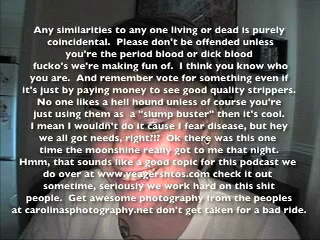 Any similarities to any one living or dead is purely
coincidental.  Please don't be offended unless
you're the period blood or dick blood
fucko's we're making fun of.  I think you know who
you are.  And remember vote for something even if
it's just by paying money to see good quality strippers.
No one likes a hell hound unless of course you're
just using them as  a "slump buster" then it's cool.
I mean I wouldn't do it cause I fear disease, but hey
we all got needs, right?!?  Ok there was this one
time the moonshine really got to me that night.
Hmm, that sounds like a good topic for this podcast we
do over at www.yeagershtos.com check it out
sometime, seriously we work hard on this shit
people.  Get awesome photography from the peoples
at carolinasphotography.net don't get taken for a bad ride.